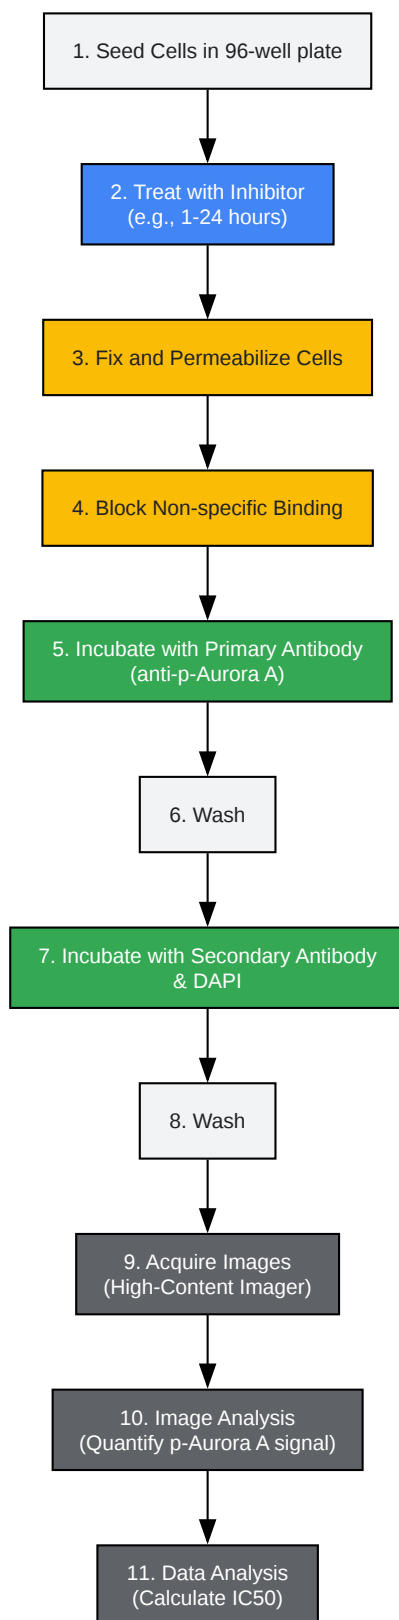 1. Seed Cells in 96-well plate
2. Treat with Inhibitor
(e.g., 1-24 hours)
3. Fix and Permeabilize Cells
4. Block Non-specific Binding
5. Incubate with Primary Antibody
(anti-p-Aurora A)
6. Wash
7. Incubate with Secondary Antibody
& DAPI
8. Wash
9. Acquire Images
(High-Content Imager)
10. Image Analysis
(Quantify p-Aurora A signal)
11. Data Analysis
(Calculate IC50)